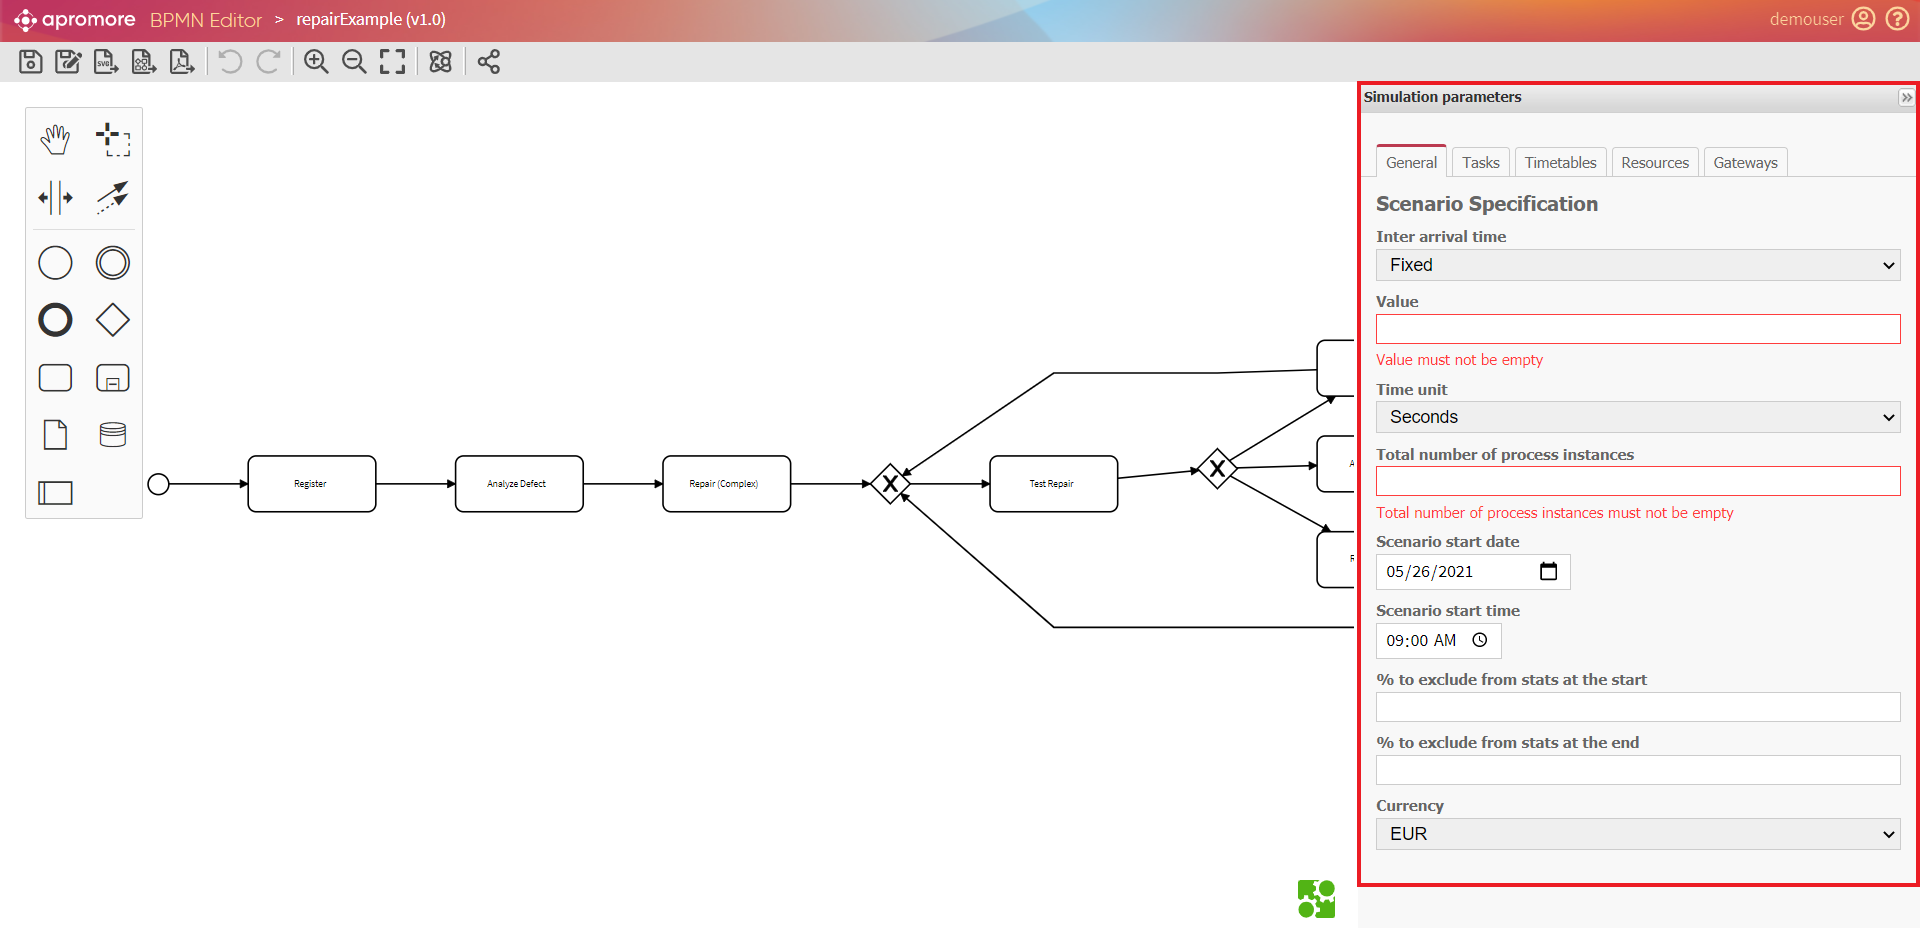 apromore BPMN Editor > repairExample (v1.0)
demouser
svg
Simulation parameters
General Tasks Timetables Resources Gateways
Scenario Specification
Inter arrival time
Fixed
Value
Value must not be empty
Time unit
Seconds
Total number of process instances
Total number of process instances must not be empty
Scenario start date
05/26/2021
Scenario start time
09:00 AM
% to exclude from stats at the start
% to exclude from stats at the end
Currency
EUR
Register
Analyze Defect
Repair (Complex)
X
Test Repair
X
A
R